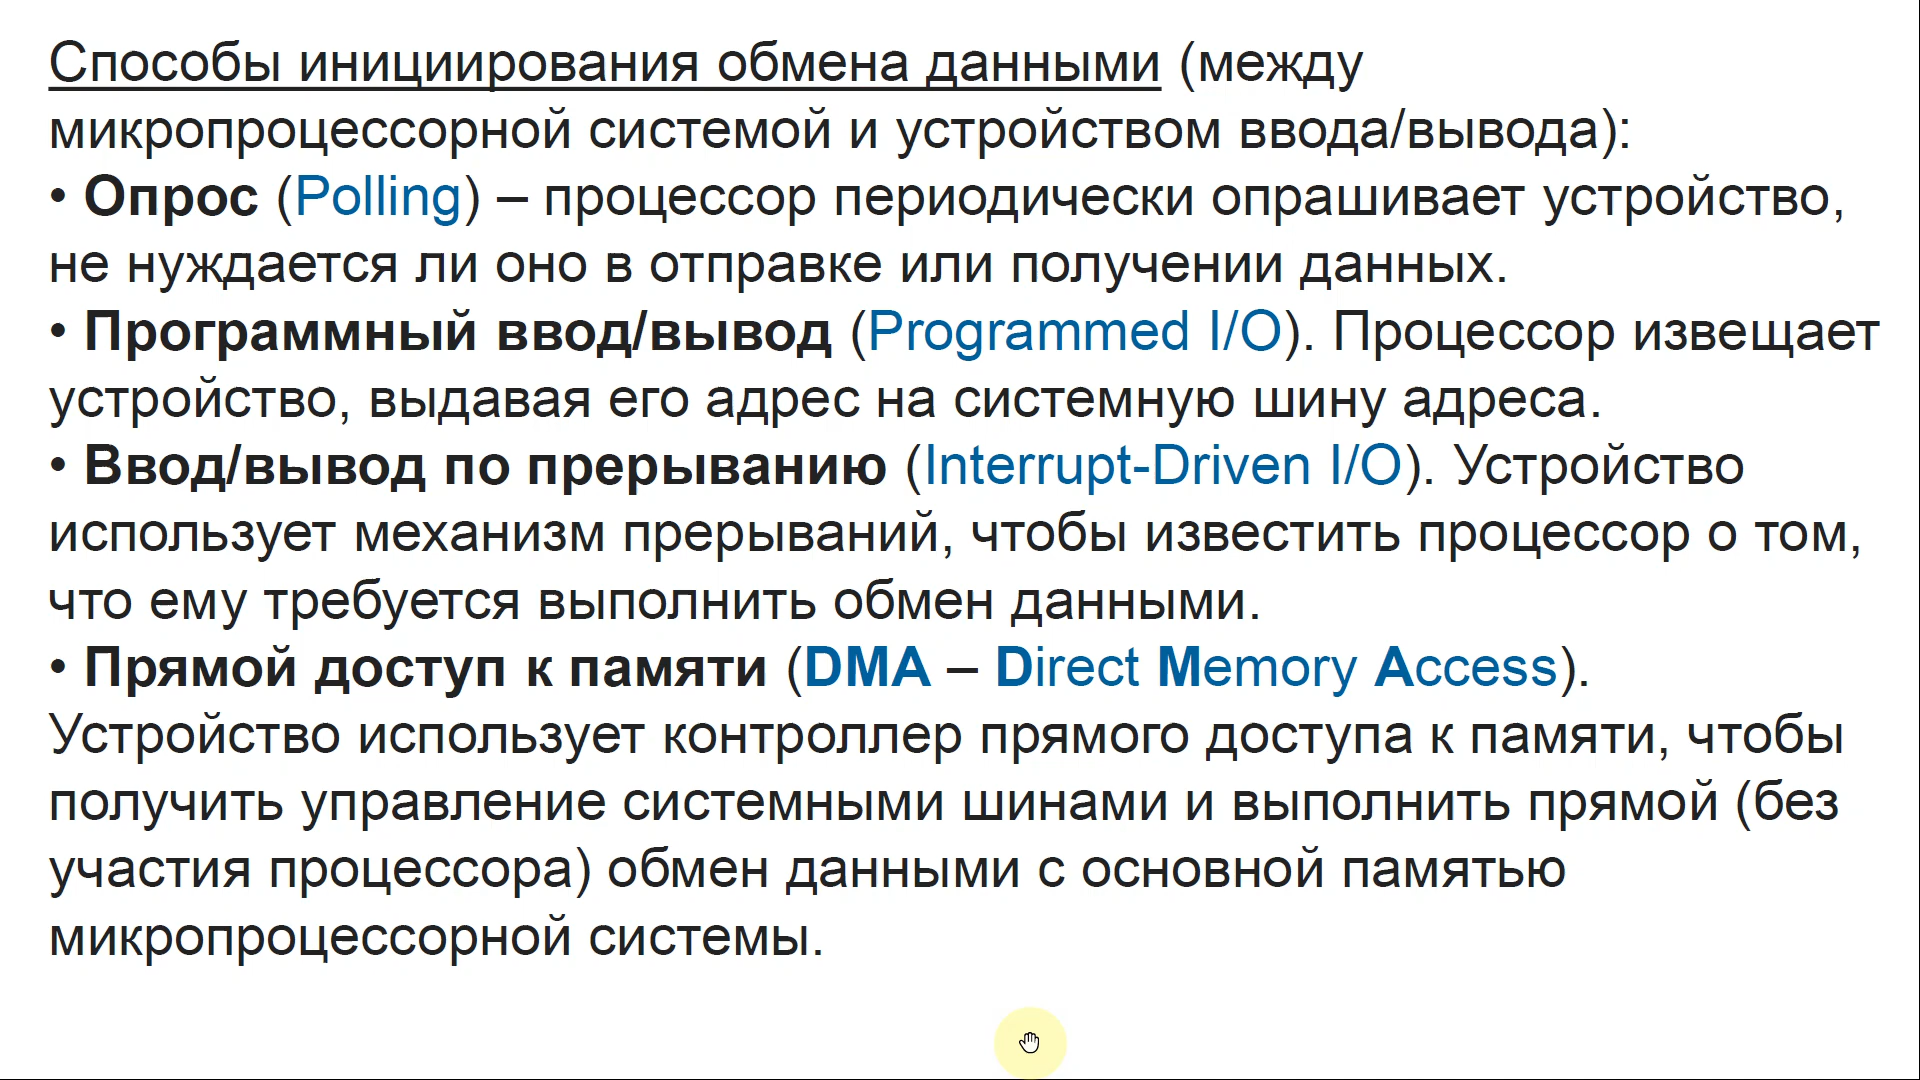 Способы инициирования обмена данными (между
микропроцессорной системой и устройством ввода/вывода):
• Опрос (Polling) – процессор периодически опрашивает устройство,
не нуждается ли оно в отправке или получении данных.
• Программный ввод/вывод (Programmed I/O). Процессор извещает
устройство, выдавая его адрес на системную шину адреса.
• Ввод/вывод по прерыванию (Interrupt-Driven I/O). Устройство
использует механизм прерываний, чтобы известить процессор о том,
что ему требуется выполнить обмен данными.
• Прямой доступ к памяти (DMA – Direct Memory Access).
Устройство использует контроллер прямого доступа к памяти, чтобы
получить управление системными шинами и выполнить прямой (без
участия процессора) обмен данными с основной памятью
микропроцессорной системы.